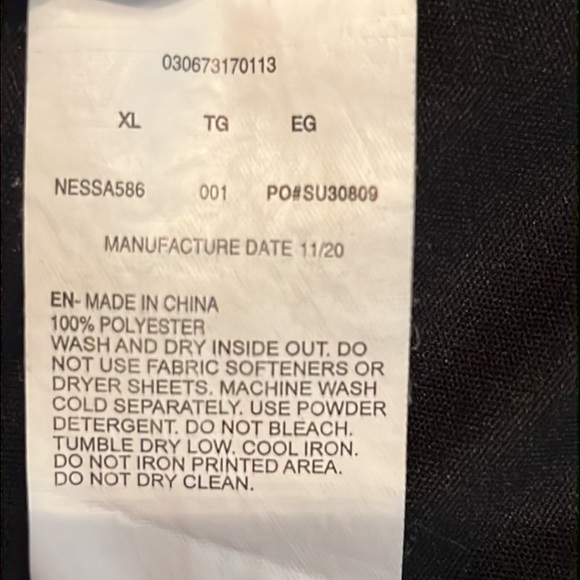 030673170113
XL TG EG
NESSA586 001 PO#SU30809
MANUFACTURE DATE 11/20
EN- MADE IN CHINA
100% POLYESTER
WASH AND DRY INSIDE OUT. DO
NOT USE FABRIC SOFTENERS OR
DRYER SHEETS. MACHINE WASH
COLD SEPARATELY. USE POWDER
DETERGENT. DO NOT BLEACH.
TUMBLE DRY LOW. COOL IRON.
DO NOT IRON PRINTED AREA.
DO NOT DRY CLEAN.